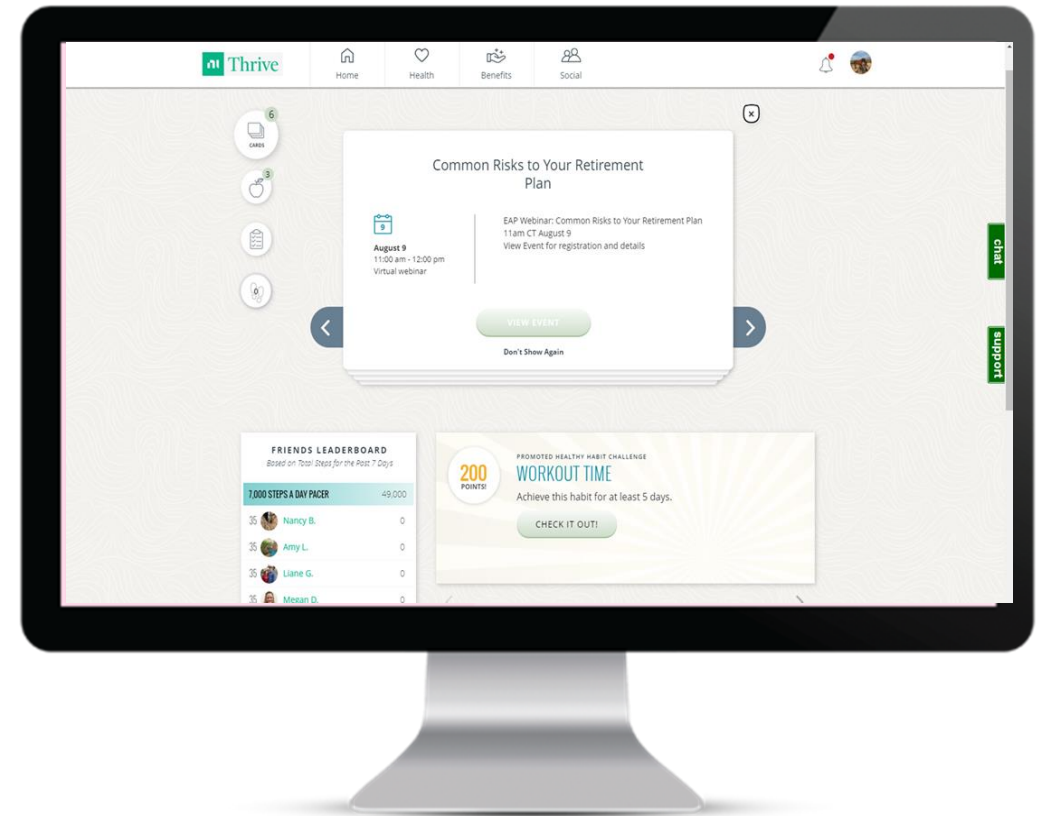 nı Thrive
Home
Health
Benefits
Social
6
CARDS
3
0
x
Common Risks to Your Retirement
Plan
9
August 9
11:00 am - 12:00 pm
Virtual webinar
EAP Webinar: Common Risks to Your Retirement Plan
11am CT August 9
View Event for registration and details
VIEW EVENT
Don't Show Again
chat
support
FRIENDS LEADERBOARD
Based on Total Steps for the Past 7 Days
7,000 STEPS A DAY PACER 49,000
35 Nancy B. 0
35 Amy L. 0
35 Liane G. 0
35 Megan D. 0
200
POINTS!
PROMOTED HEALTHY HABIT CHALLENGE
WORKOUT TIME
Achieve this habit for at least 5 days.
CHECK IT OUT!